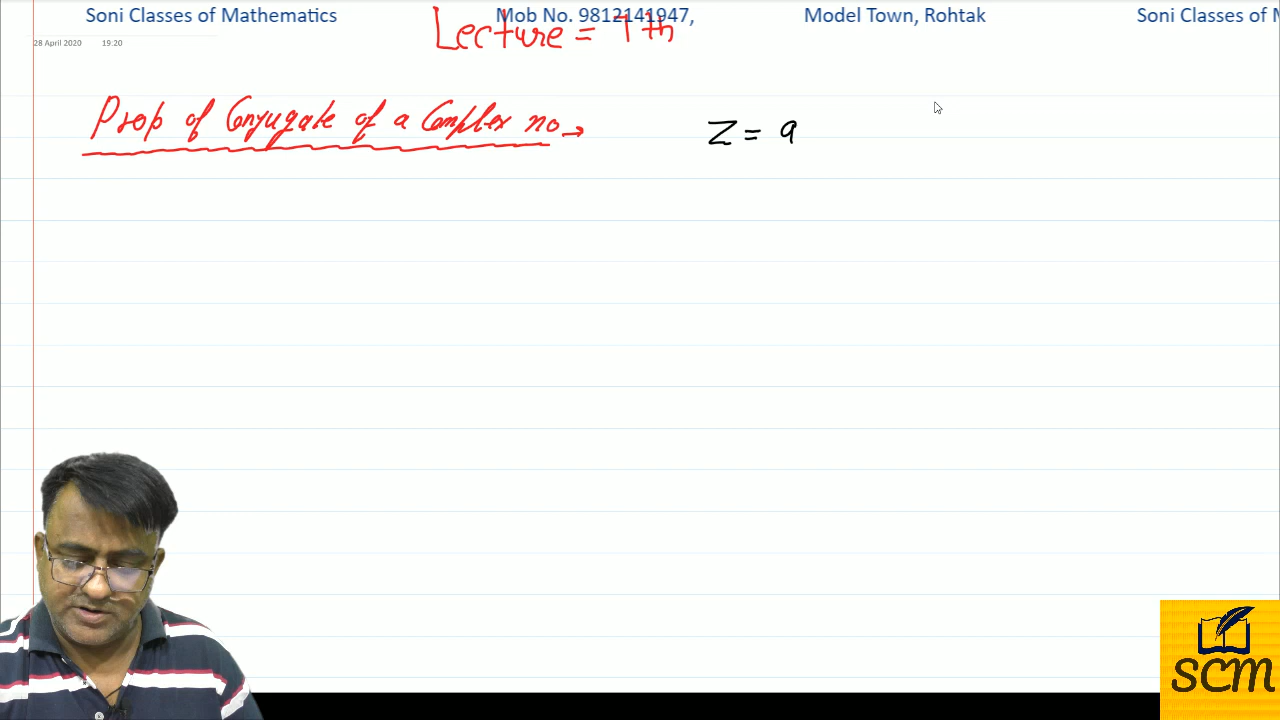 Soni Classes of Mathematics Mob No. 9812141947, Model Town, Rohtak Soni Classes of M
Lecture = 7th
28 April 2020 19:20
Prop of Conjugate of a Complex no →
Z = a
SCM